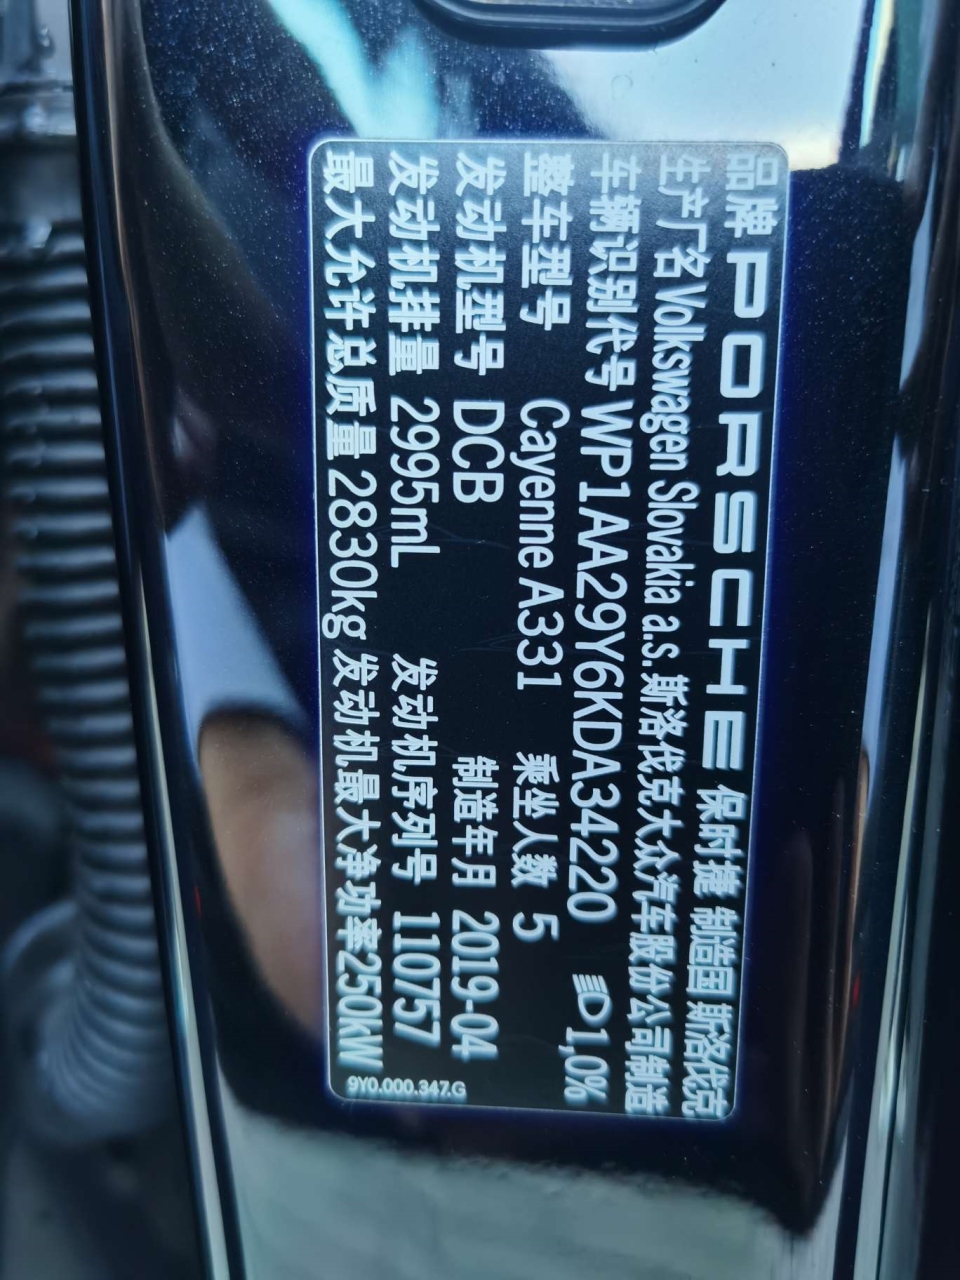 品牌 PORSCHE 保时捷 制造国 斯洛伐克
生产厂名 Volkswagen Slovakia a.s. 斯洛伐克大众汽车股份公司制造
车辆识别代号 WP1AA29Y6KDA34220 1,0%
整车型号 Cayenne A331 乘坐人数 5
发动机型号 DCB 制造年月 2019-04
发动机排量 2995mL 发动机序列号 110757
最大允许总质量 2830kg 发动机最大净功率250kW
9Y0.000.347.G